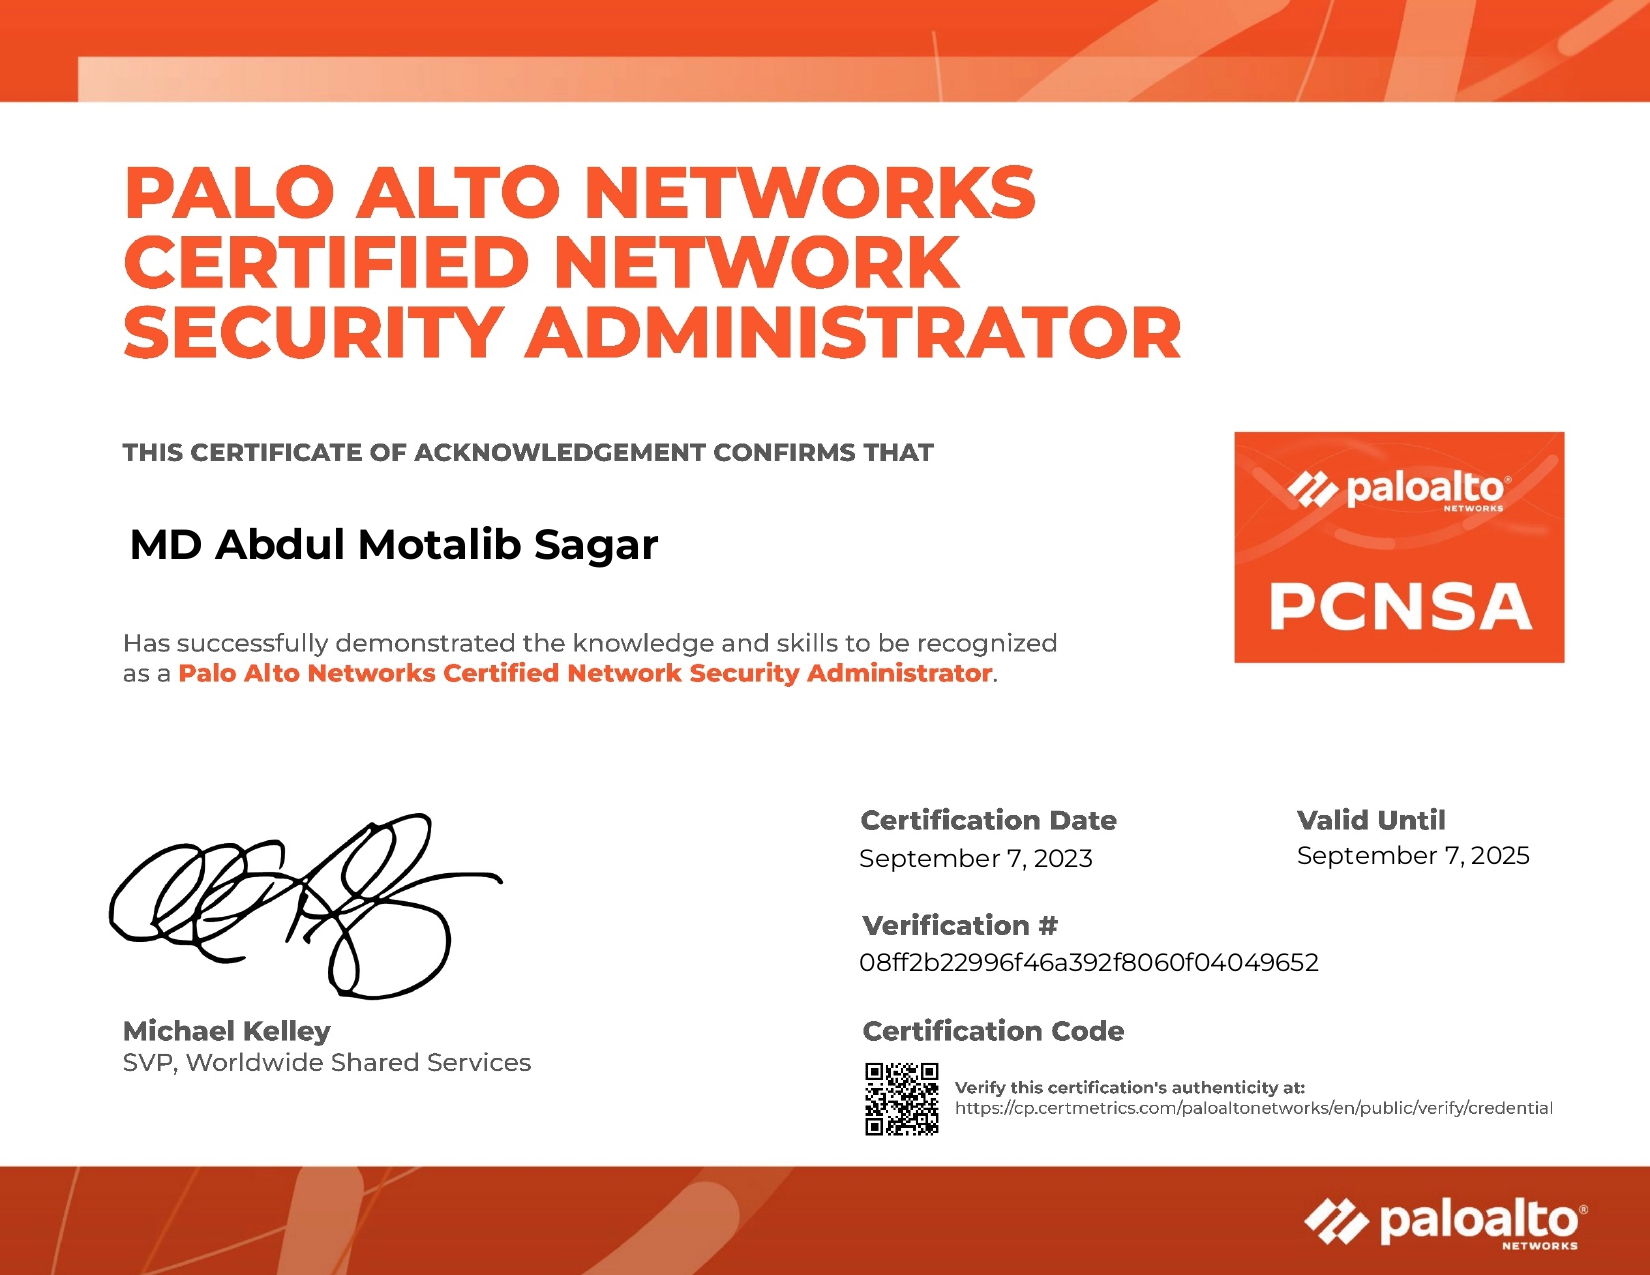 PALO ALTO NETWORKS
CERTIFIED NETWORK
SECURITY ADMINISTRATOR
THIS CERTIFICATE OF ACKNOWLEDGEMENT CONFIRMS THAT
MD Abdul Motalib Sagar
Has successfully demonstrated the knowledge and skills to be recognized
as a Palo Alto Networks Certified Network Security Administrator.
paloalto®
NETWORKS
PCNSA
Michael Kelley
SVP, Worldwide Shared Services
Certification Date
September 7, 2023
Valid Until
September 7, 2025
Verification #
08ff2b22996f46a392f8060f04049652
Certification Code
Verify this certification's authenticity at:
https://cp.certmetrics.com/paloaltonetworks/en/public/verify/credential
paloalto®
NETWORKS